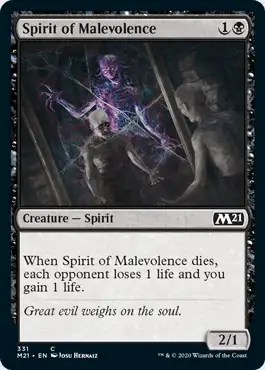 Spirit of Malevolence 1
Creature — Spirit M21
When Spirit of Malevolence dies,
each opponent loses 1 life and you
gain 1 life.
Great evil weighs on the soul.
2/1
331 C
M21 • EN Iosu Hernaiz ™ & © 2020 Wizards of the Coast